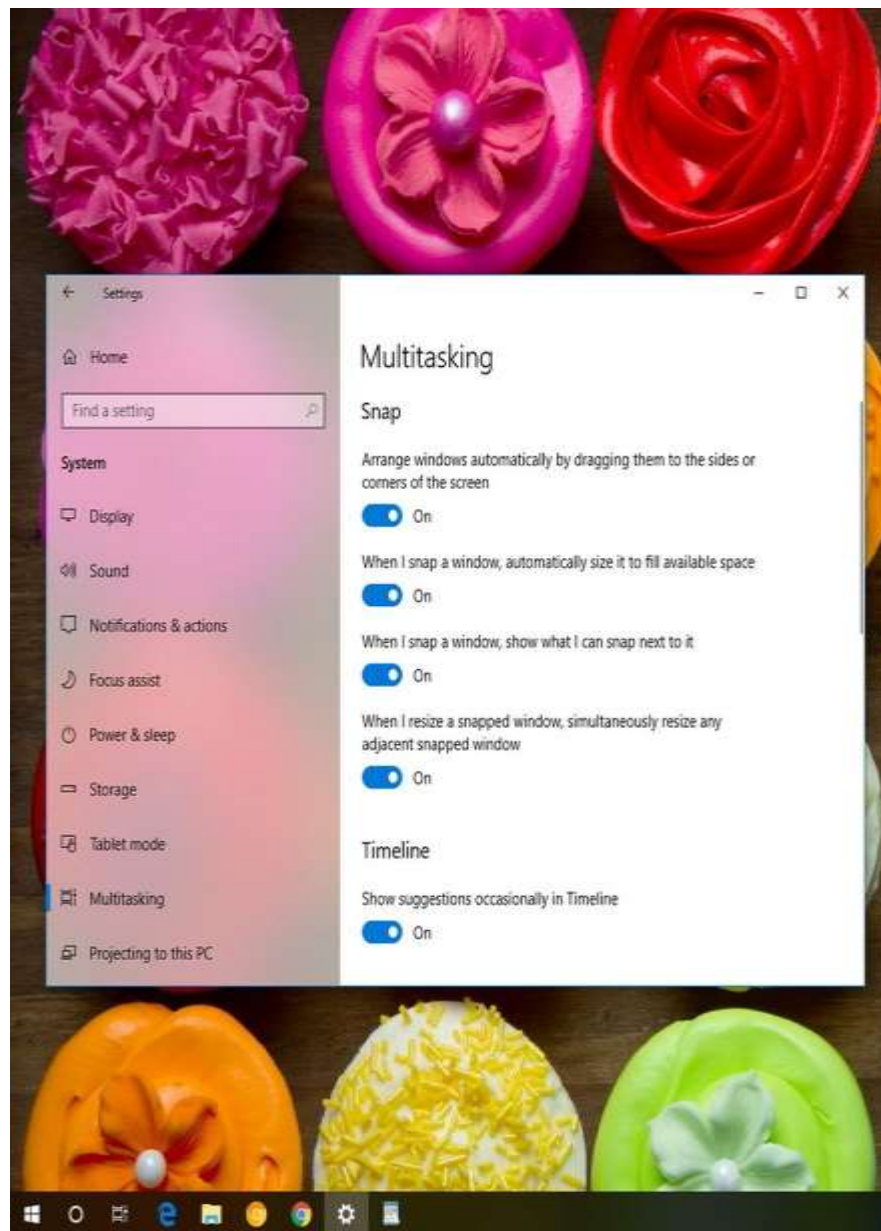 Settings
Home
Find a setting
System
Display
Sound
Notifications & actions
Focus assist
Power & sleep
Storage
Tablet mode
Multitasking
Projecting to this PC
Multitasking
Snap
Arrange windows automatically by dragging them to the sides or
corners of the screen
On
When I snap a window, automatically size it to fill available space
On
When I snap a window, show what I can snap next to it
On
When I resize a snapped window, simultaneously resize any
adjacent snapped window
On
Timeline
Show suggestions occasionally in Timeline
On